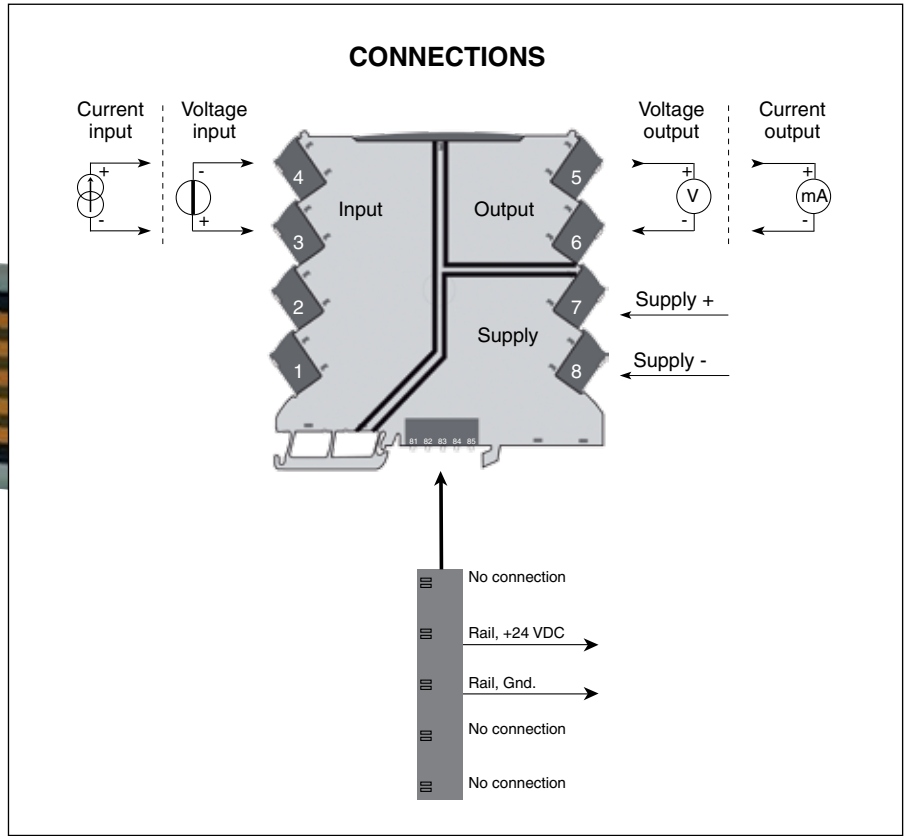 CONNECTIONS
Current
input
Voltage
input
Voltage
output
Current
output
+
-
-
+
+
V
-
+
mA
-
4
3
2
1
Input
Output
Supply
5
6
7
8
Supply +
Supply -
81 82 83 84 85
No connection
Rail, +24 VDC
Rail, Gnd.
No connection
No connection